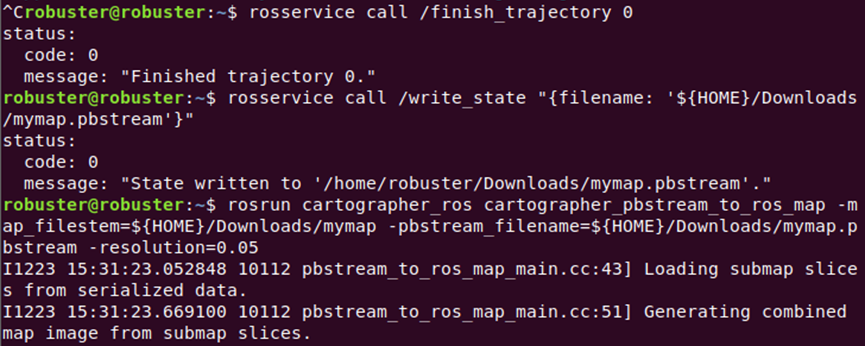 ^Crobuster@robuster:~$ rosservice call /finish_trajectory 0
status:
  code: 0
  message: "Finished trajectory 0."
robuster@robuster:~$ rosservice call /write_state "{filename: '${HOME}/Downloads
/mymap.pbstream'}"
status:
  code: 0
  message: "State written to '/home/robuster/Downloads/mymap.pbstream'."
robuster@robuster:~$ rosrun cartographer_ros cartographer_pbstream_to_ros_map -m
ap_filestem=${HOME}/Downloads/mymap -pbstream_filename=${HOME}/Downloads/mymap.p
bstream -resolution=0.05
I1223 15:31:23.052848 10112 pbstream_to_ros_map_main.cc:43] Loading submap slice
s from serialized data.
I1223 15:31:23.669100 10112 pbstream_to_ros_map_main.cc:51] Generating combined
map image from submap slices.